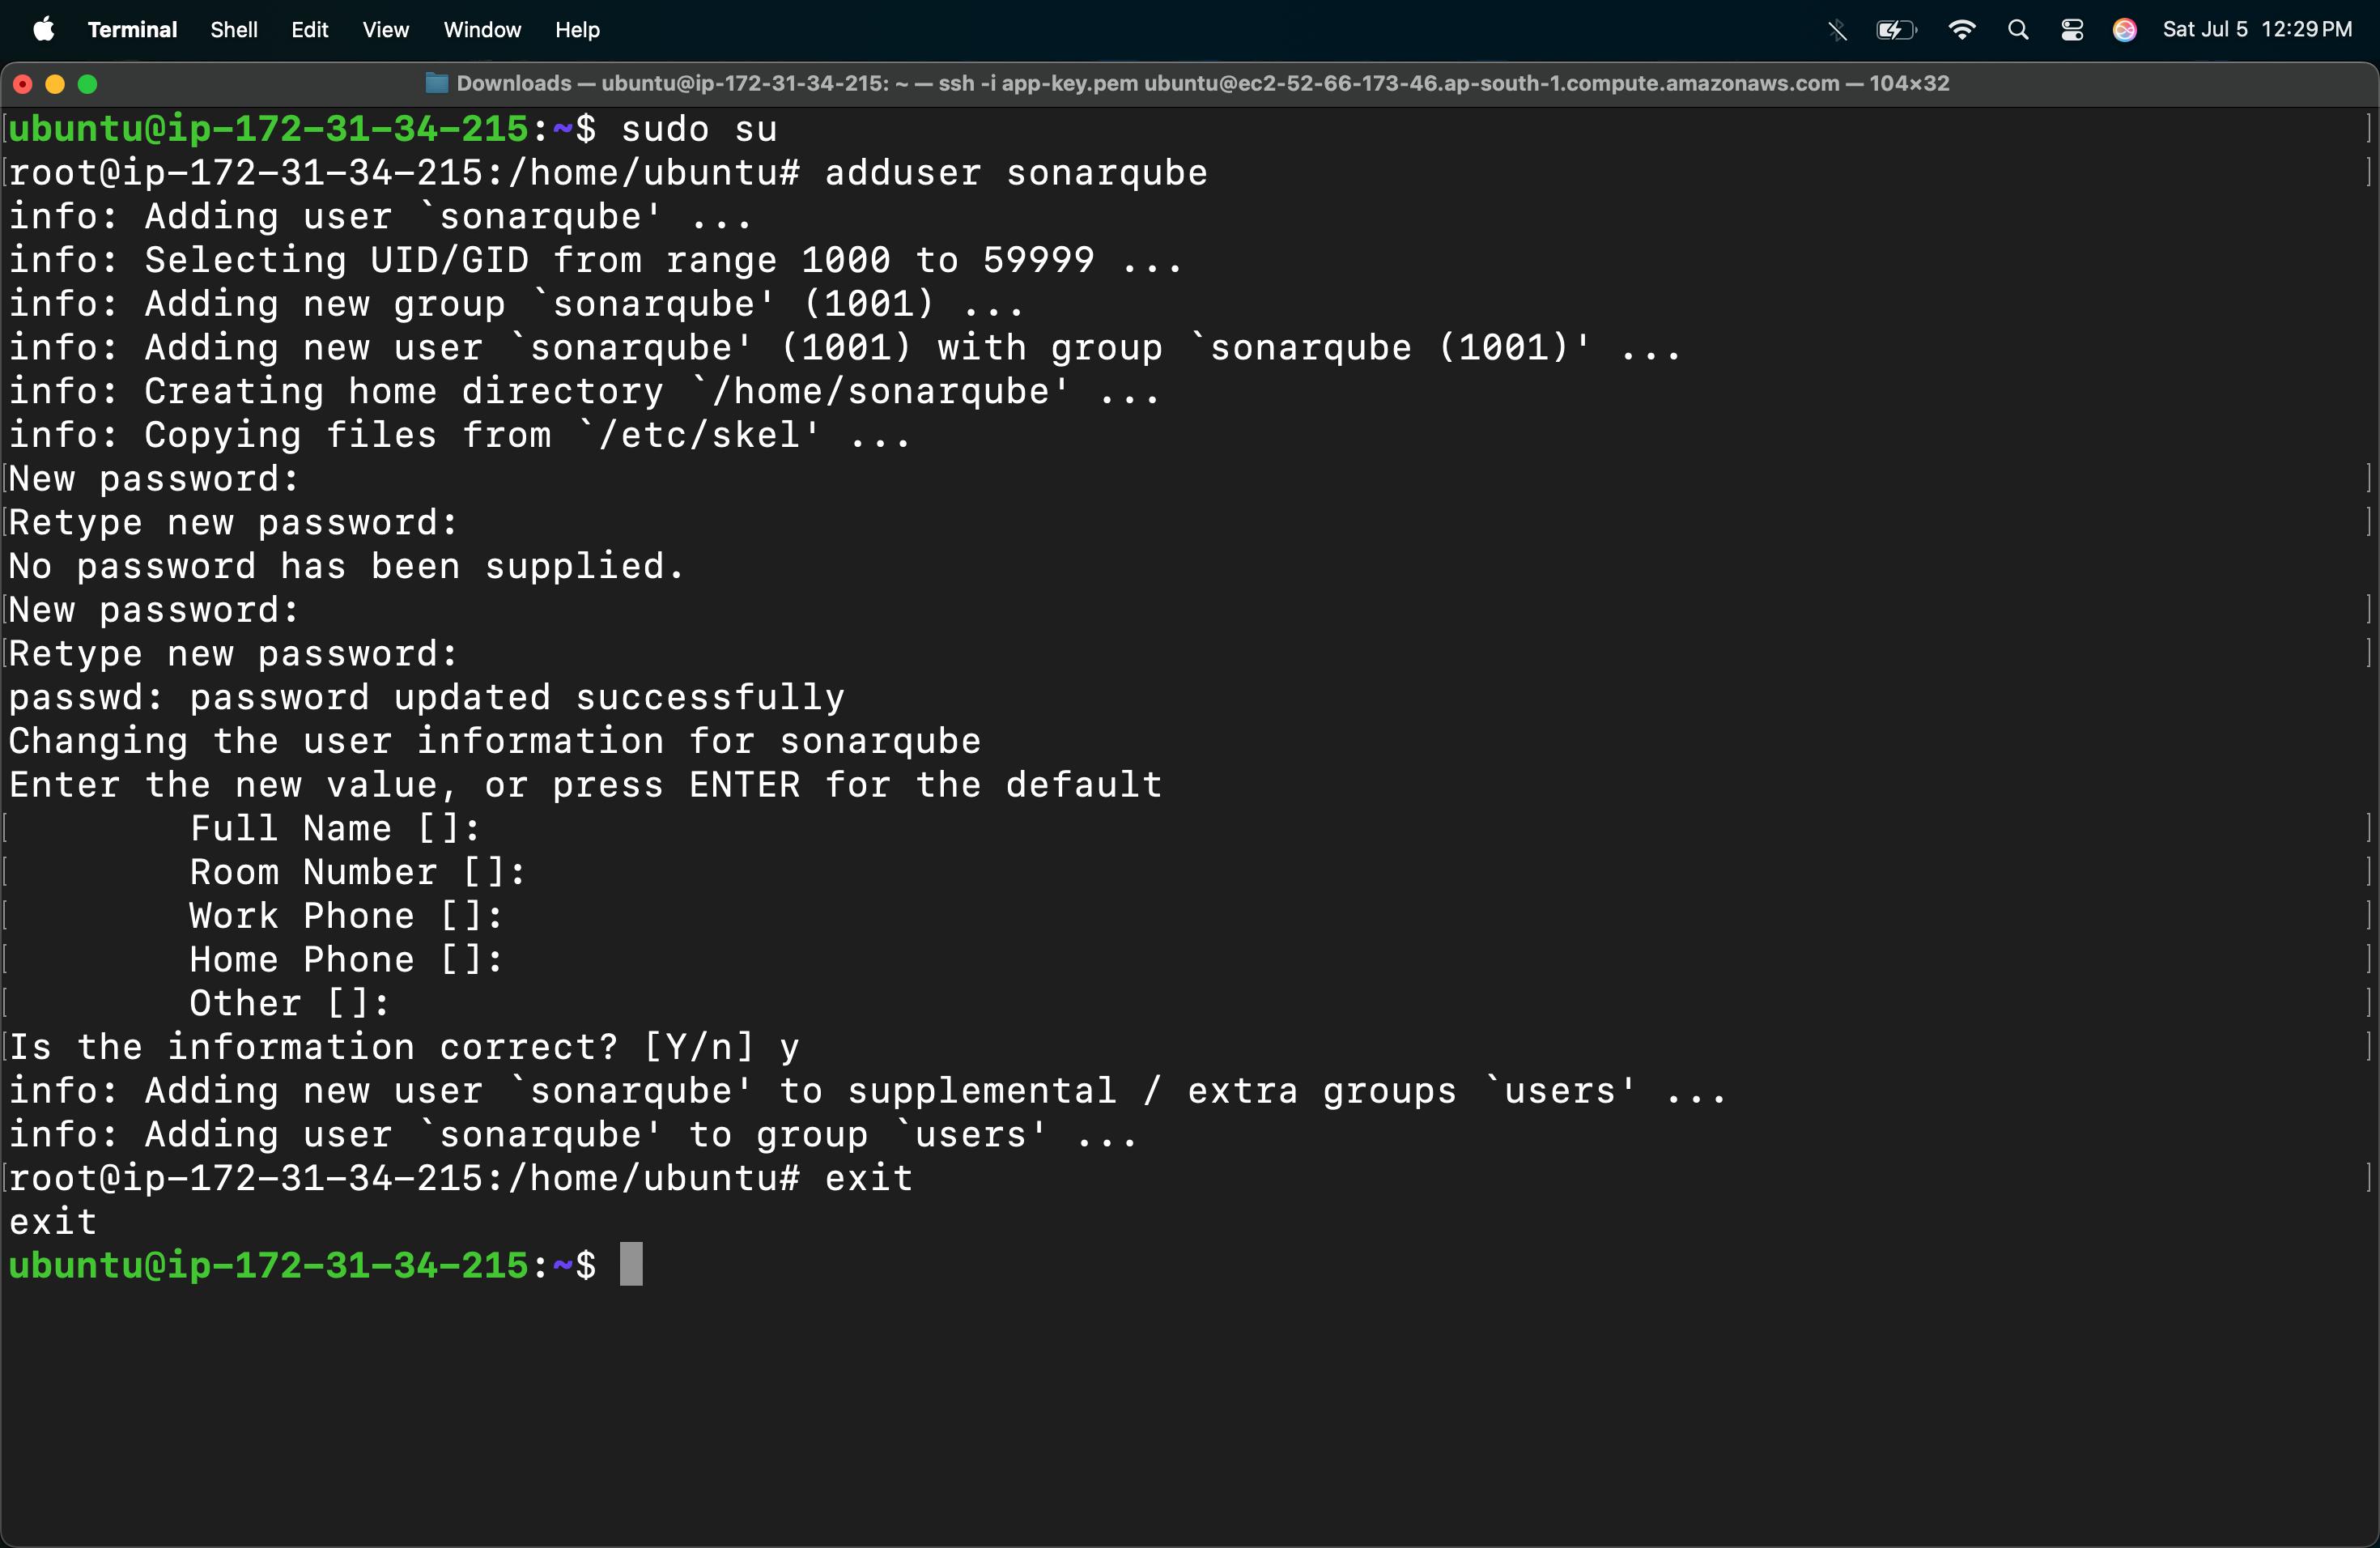 Terminal Shell Edit View Window Help Sat Jul 5 12:29 PM
Downloads — ubuntu@ip-172-31-34-215: ~ — ssh -i app-key.pem ubuntu@ec2-52-66-173-46.ap-south-1.compute.amazonaws.com — 104×32
ubuntu@ip-172-31-34-215:~$ sudo su
root@ip-172-31-34-215:/home/ubuntu# adduser sonarqube
info: Adding user `sonarqube' ...
info: Selecting UID/GID from range 1000 to 59999 ...
info: Adding new group `sonarqube' (1001) ...
info: Adding new user `sonarqube' (1001) with group `sonarqube (1001)' ...
info: Creating home directory `/home/sonarqube' ...
info: Copying files from `/etc/skel' ...
New password:
Retype new password:
No password has been supplied.
New password:
Retype new password:
passwd: password updated successfully
Changing the user information for sonarqube
Enter the new value, or press ENTER for the default
Full Name []:
Room Number []:
Work Phone []:
Home Phone []:
Other []:
Is the information correct? [Y/n] y
info: Adding new user `sonarqube' to supplemental / extra groups `users' ...
info: Adding user `sonarqube' to group `users' ...
root@ip-172-31-34-215:/home/ubuntu# exit
exit
ubuntu@ip-172-31-34-215:~$